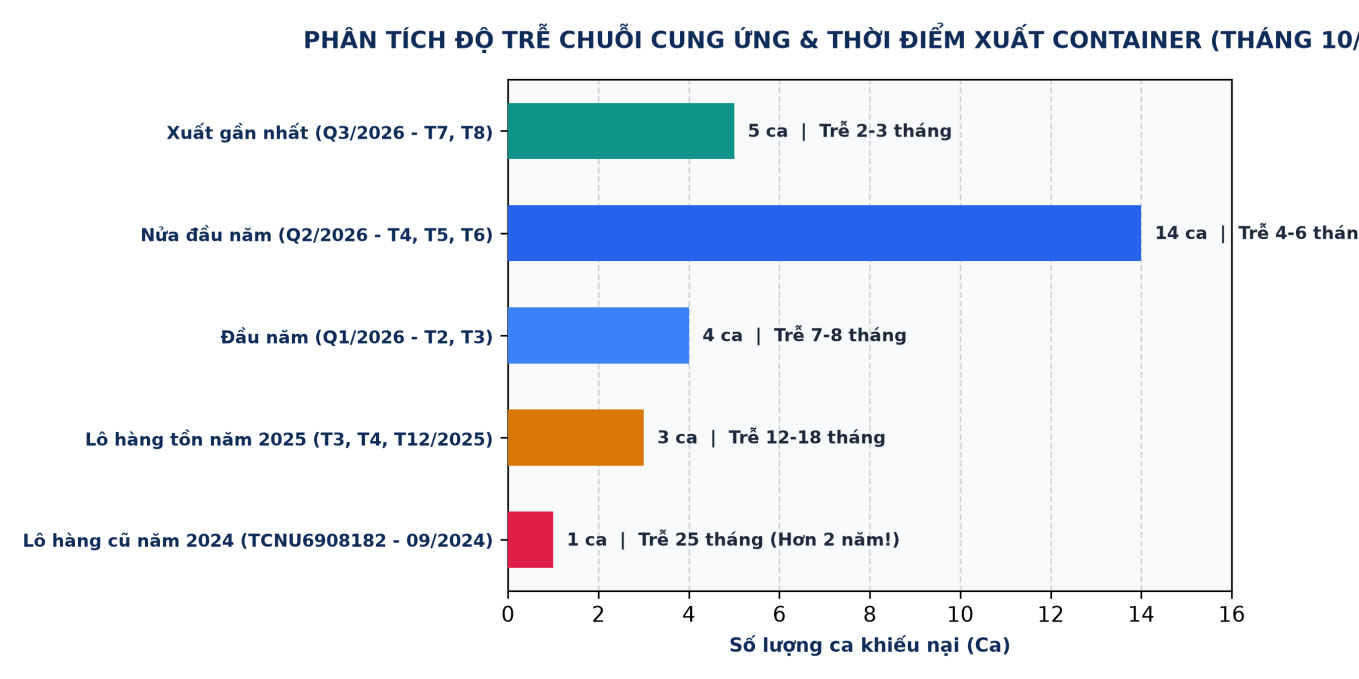 PHÂN TÍCH ĐỘ TRỄ CHUỖI CUNG ỨNG & THỜI ĐIỂM XUẤT CONTAINER (THÁNG 10/
Xuất gần nhất (Q3/2026 - T7, T8)
5 ca | Trễ 2-3 tháng
Nửa đầu năm (Q2/2026 - T4, T5, T6)
14 ca | Trễ 4-6 thán
Đầu năm (Q1/2026 - T2, T3)
4 ca | Trễ 7-8 tháng
Lô hàng tồn năm 2025 (T3, T4, T12/2025)
3 ca | Trễ 12-18 tháng
Lô hàng cũ năm 2024 (TCNU6908182 - 09/2024)
1 ca | Trễ 25 tháng (Hơn 2 năm!)
0 2 4 6 8 10 12 14 16
Số lượng ca khiếu nại (Ca)